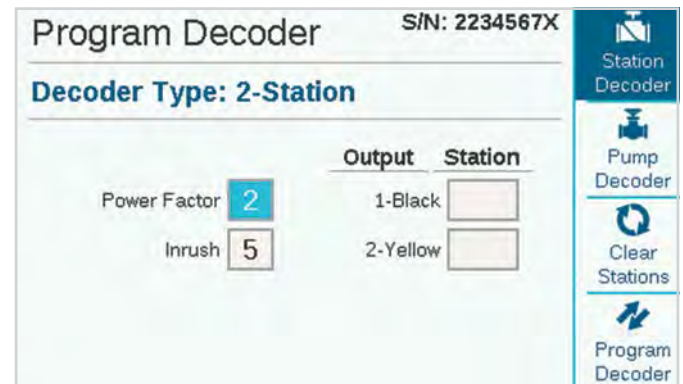 Program Decoder
S/N: 2234567X
Decoder Type: 2-Station
Output Station
Power Factor 2 1-Black
Inrush 5 2-Yellow
Station
Decoder
Pump
Decoder
Clear
Stations
Program
Decoder